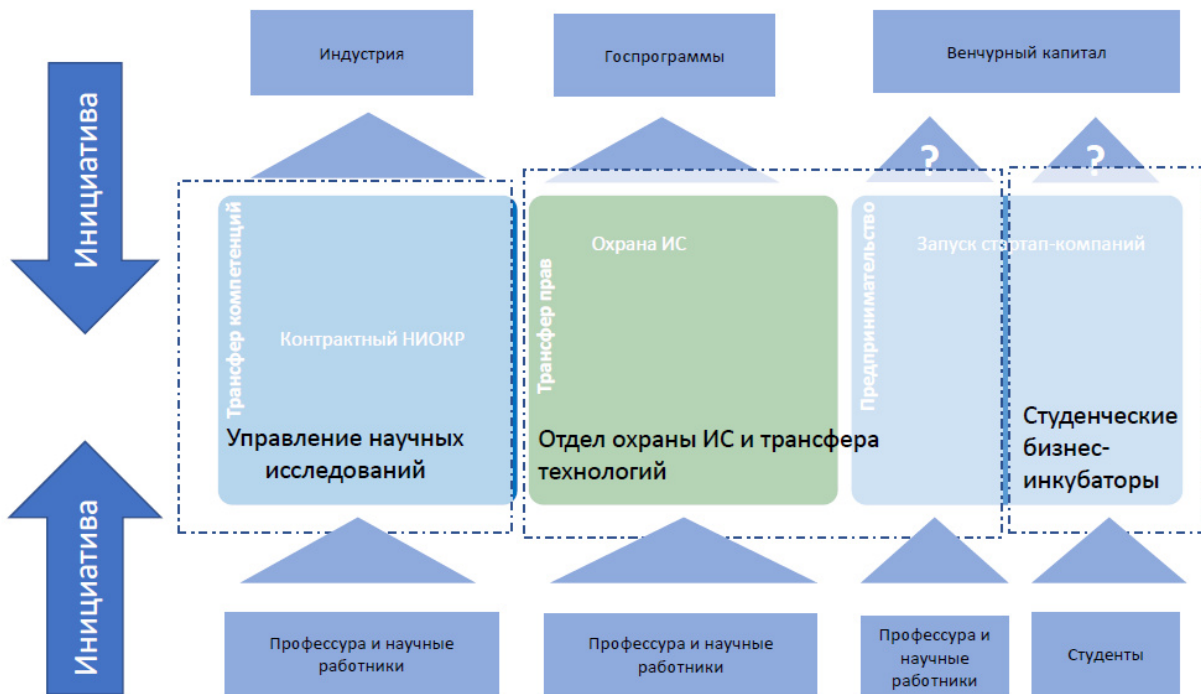 Индустрия
Госпрограммы
Венчурный капитал
Инициатива
?
?
Трансфер компетенций
Контрактный НИОКР
Управление научных
исследований
Трансфер прав
Охрана ИС
Отдел охраны ИС и трансфера
технологий
Предпринимательство
Запуск стартап-компаний
Студенческие
бизнес-
инкубаторы
Инициатива
Профессура и научные
работники
Профессура и научные
работники
Профессура и
научные
работники
Студенты